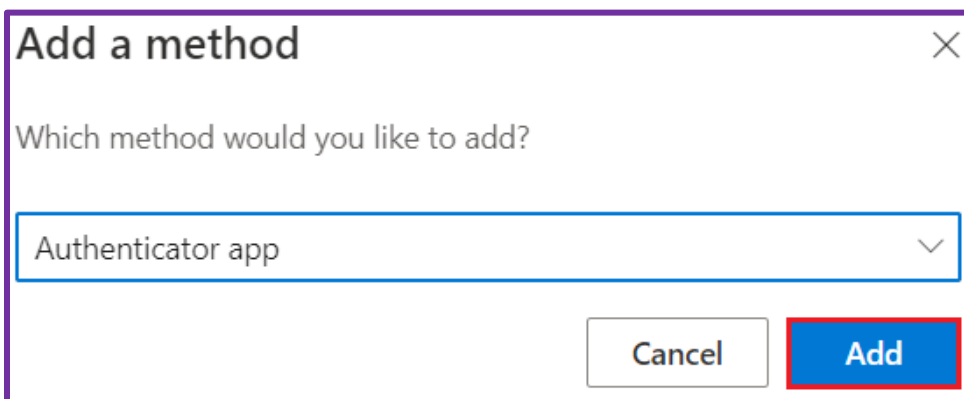 Add a method
Which method would you like to add?
Authenticator app
Cancel Add